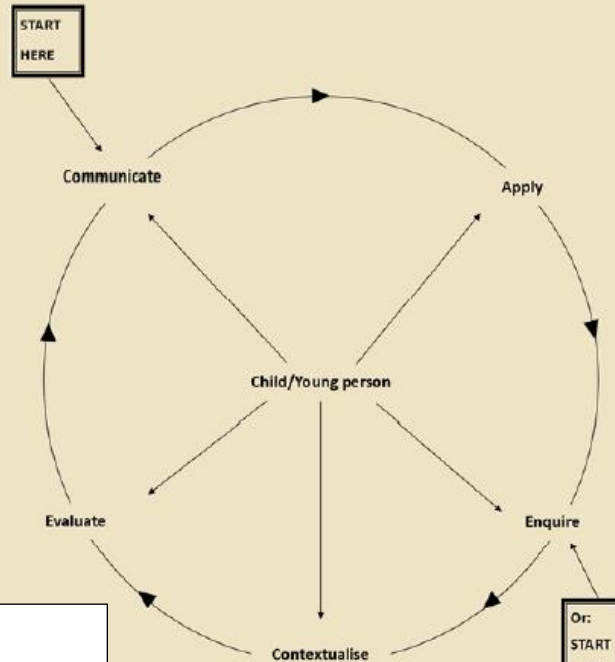 START
HERE
Communicate
Apply
Child/Young person
Evaluate
Enquire
Contextualise
Or:
START